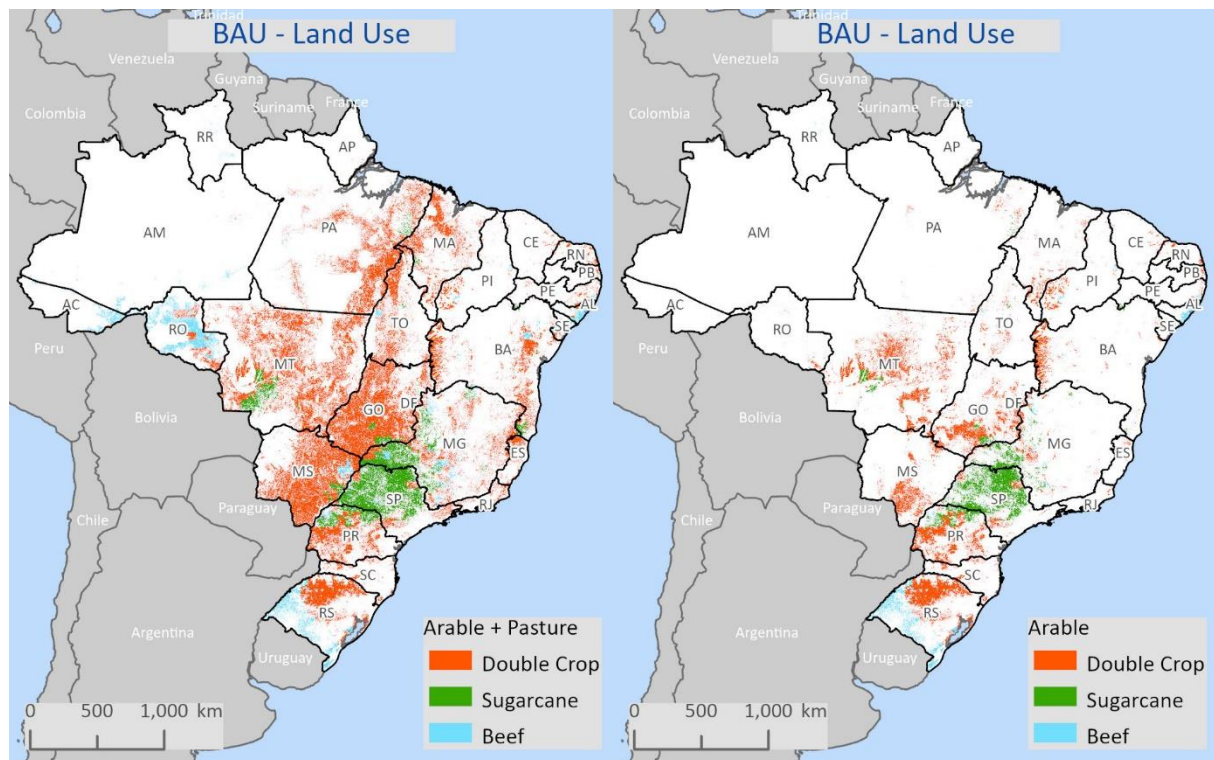 Trinidad
BAU - Land Use
Venezuela
Guyana
Colombia
Suriname
France
RR
AP
AM
PA
MA
CE
RN
PB
PI
PE
AL
SE
AC
RO
TO
BA
Peru
MT
Bolivia
GO
DF
MG
ES
MS
SP
RJ
Paraguay
Chile
PR
SC
RS
Argentina
Uruguay
Arable + Pasture
Double Crop
Sugarcane
Beef
0 500 1,000 km
Trinidad
BAU - Land Use
Venezuela
Guyana
Colombia
Suriname
France
RR
AP
AM
PA
MA
CE
RN
PB
PI
PE
AL
SE
AC
RO
TO
BA
Peru
MT
Bolivia
GO
DF
MG
ES
MS
SP
RJ
Paraguay
Chile
PR
SC
RS
Argentina
Uruguay
Arable
Double Crop
Sugarcane
Beef
0 500 1,000 km